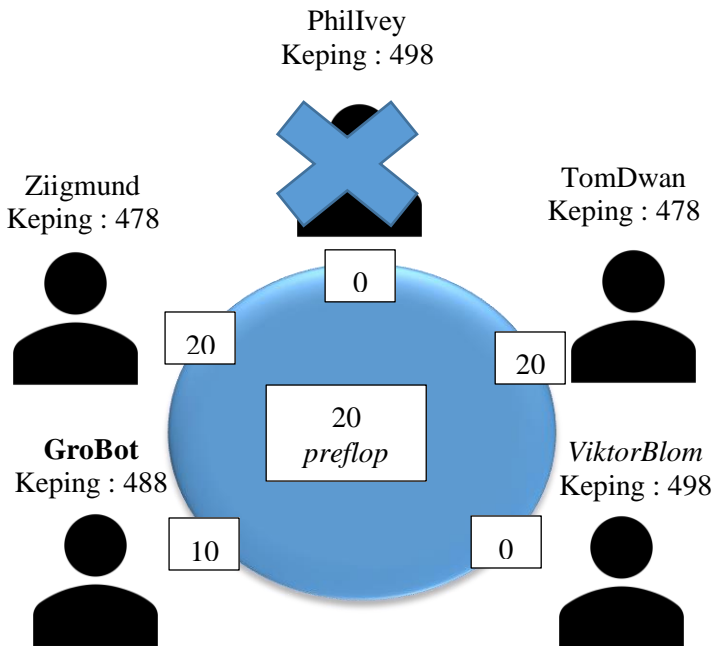 PhilIvey
Keping : 498
Ziigmund
Keping : 478
TomDwan
Keping : 478
0
20
20
20
preflop
GroBot
Keping : 488
ViktorBlom
Keping : 498
10
0